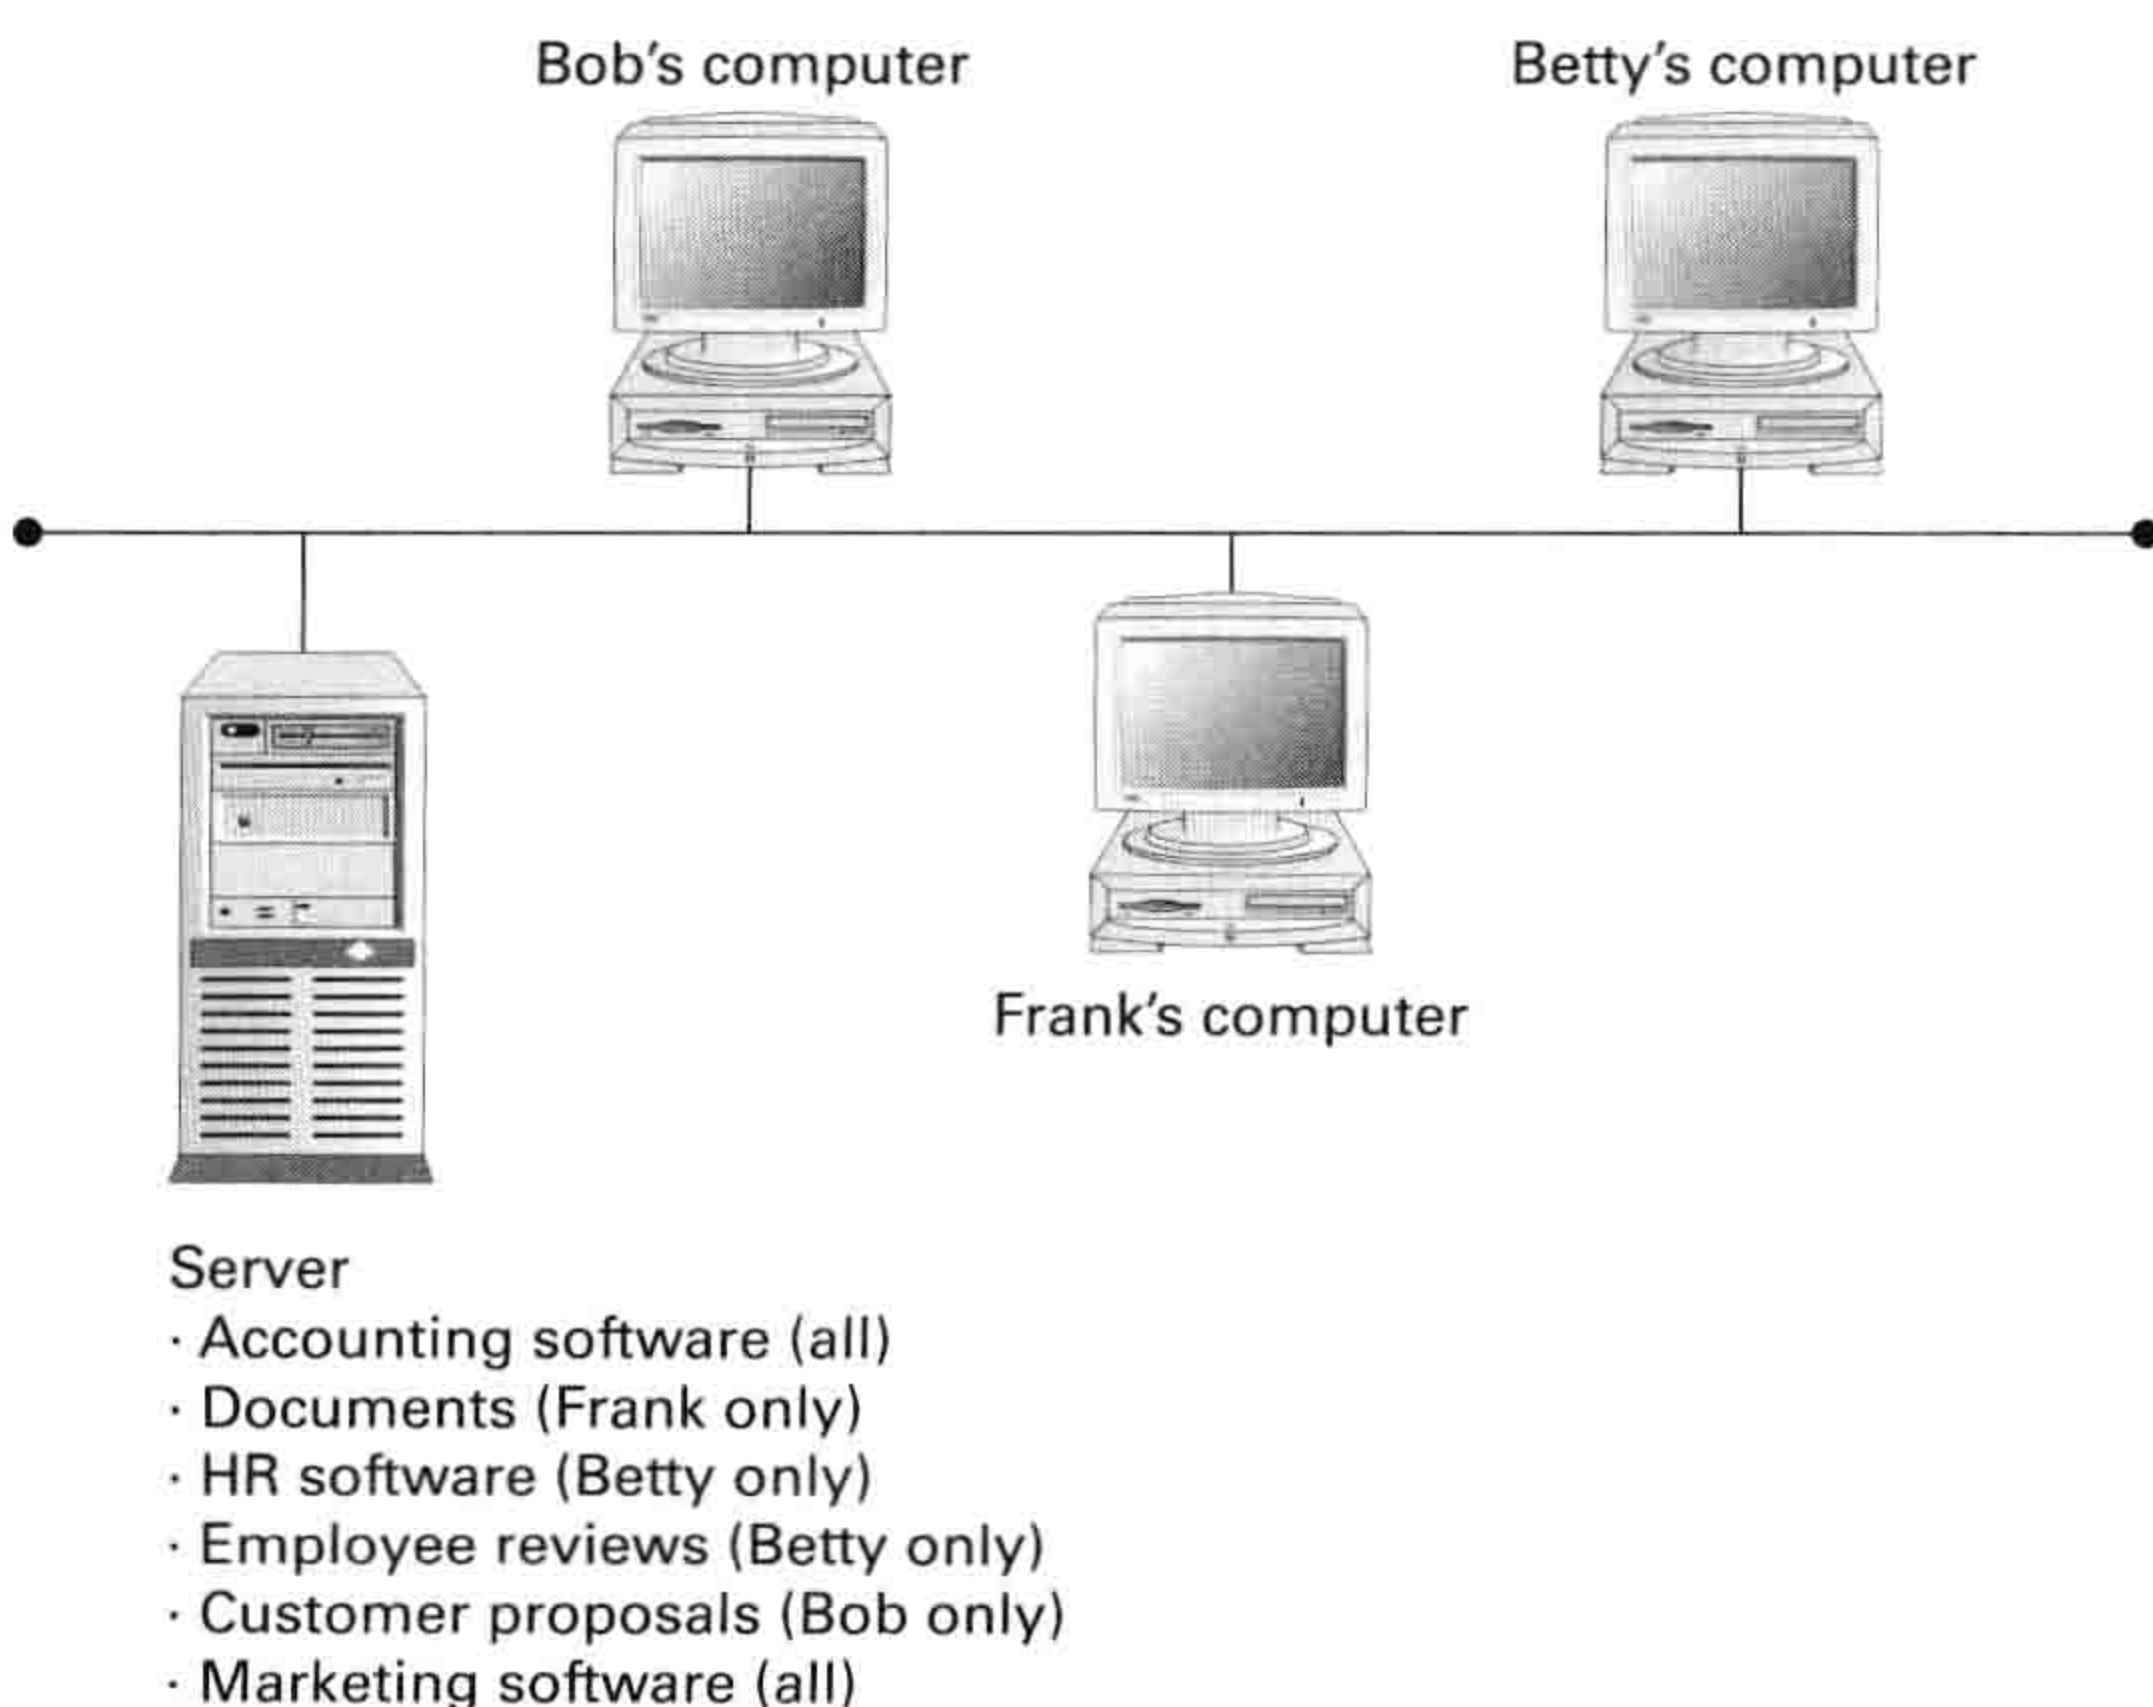 Bob's computer
Betty's computer
Frank's computer
Server
· Accounting software (all)
· Documents (Frank only)
· HR software (Betty only)
· Employee reviews (Betty only)
· Customer proposals (Bob only)
· Marketing software (all)